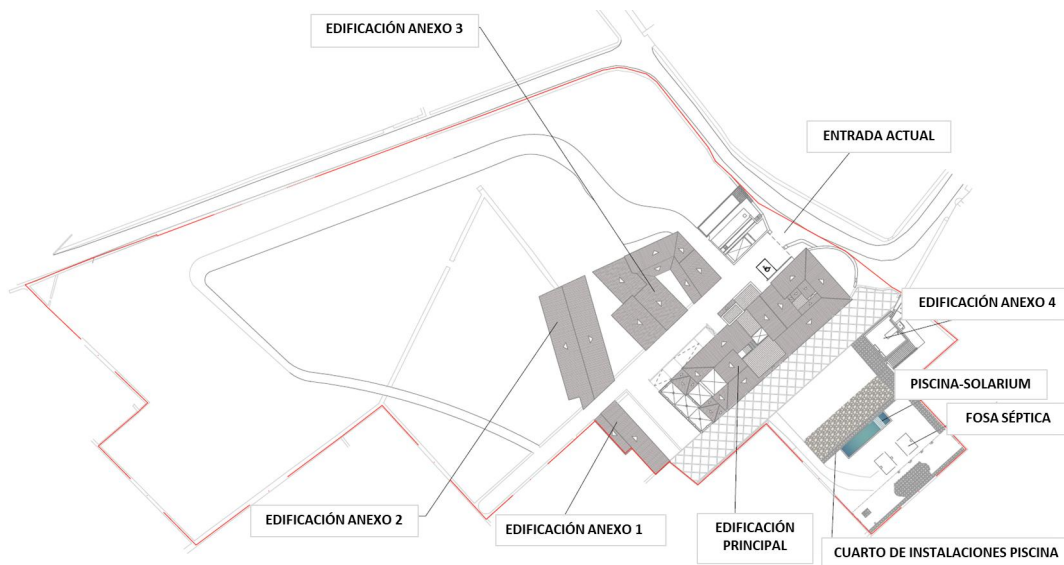 EDIFICACIÓN ANEXO 3
ENTRADA ACTUAL
EDIFICACIÓN ANEXO 4
PISCINA-SOLARIUM
FOSA SÉPTICA
EDIFICACIÓN ANEXO 2
EDIFICACIÓN ANEXO 1
EDIFICACIÓN
PRINCIPAL
CUARTO DE INSTALACIONES PISCINA